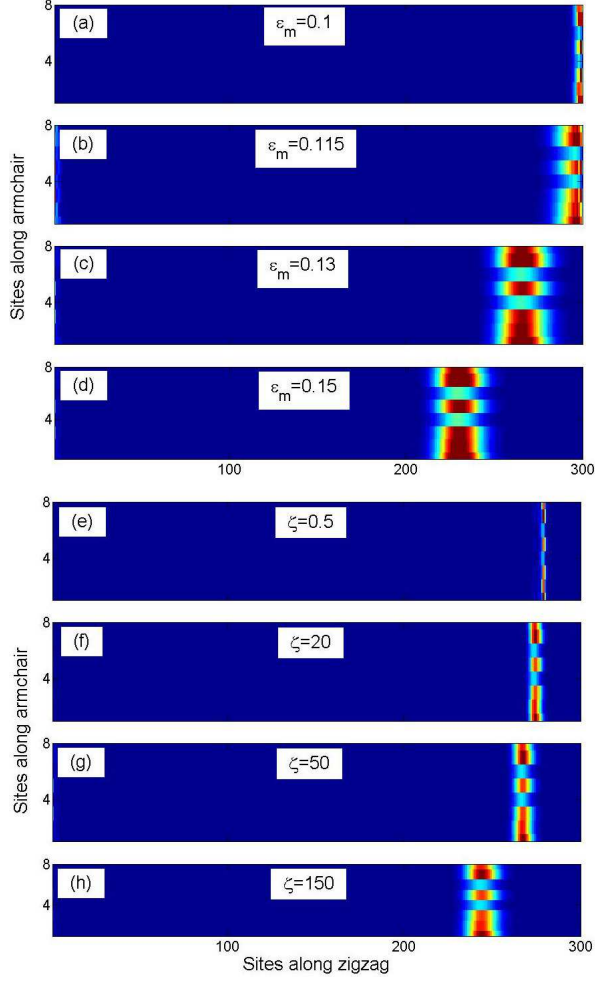 8
(a)
εm=0.1
4
8
(b)
εm=0.115
4
8
(c)
εm=0.13
4
8
(d)
εm=0.15
4
100
200
300
Sites along armchair
8
(e)
ζ=0.5
4
8
(f)
ζ=20
4
8
(g)
ζ=50
4
8
(h)
ζ=150
4
100
200
300
Sites along armchair
Sites along zigzag